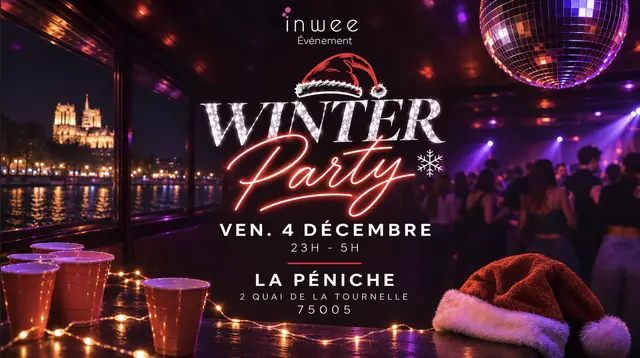 inwee
Événement
WINTER
Party
VEN. 4 DÉCEMBRE
23H - 5H
LA PÉNICHE
2 QUAI DE LA TOURNELLE
75005